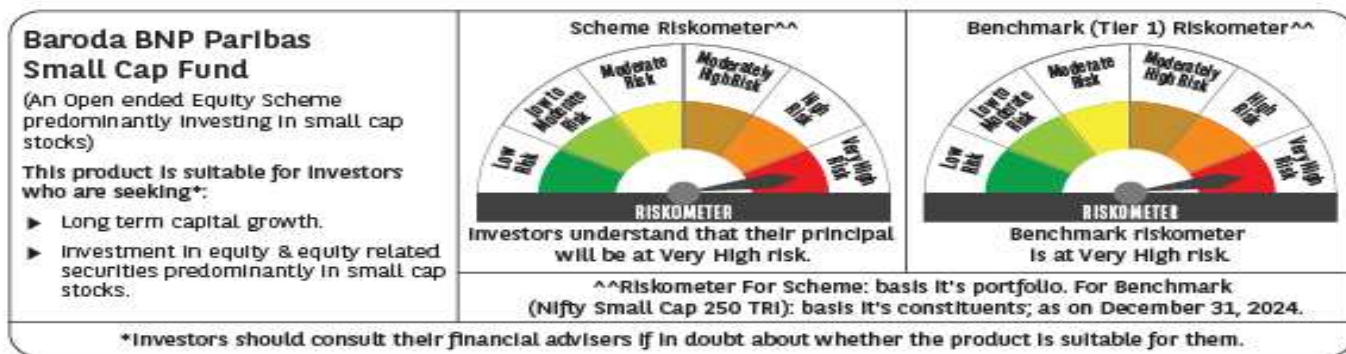 Baroda BNP Paribas
Small Cap Fund
(An Open ended Equity Scheme
predominantly investing in small cap
stocks)
This product is suitable for investors
who are seeking*:
► Long term capital growth.
► Investment in equity & equity related
securities predominantly in small cap
stocks.
Scheme Riskometer^^
Low
Risk
Low to
Moderate
Risk
Moderate
Risk
Moderately
High Risk
High
Risk
Very High
Risk
RISKOMETER
Investors understand that their principal
will be at Very High risk.
Benchmark (Tier 1) Riskometer^^
Low
Risk
Low to
Moderate
Risk
Moderate
Risk
Moderately
High Risk
High
Risk
Very High
Risk
RISKOMETER
Benchmark riskometer
is at Very High risk.
^^Riskometer For Scheme: basis it's portfolio. For Benchmark
(Nifty Small Cap 250 TRI): basis it's constituents; as on December 31, 2024.
*Investors should consult their financial advisers if in doubt about whether the product is suitable for them.